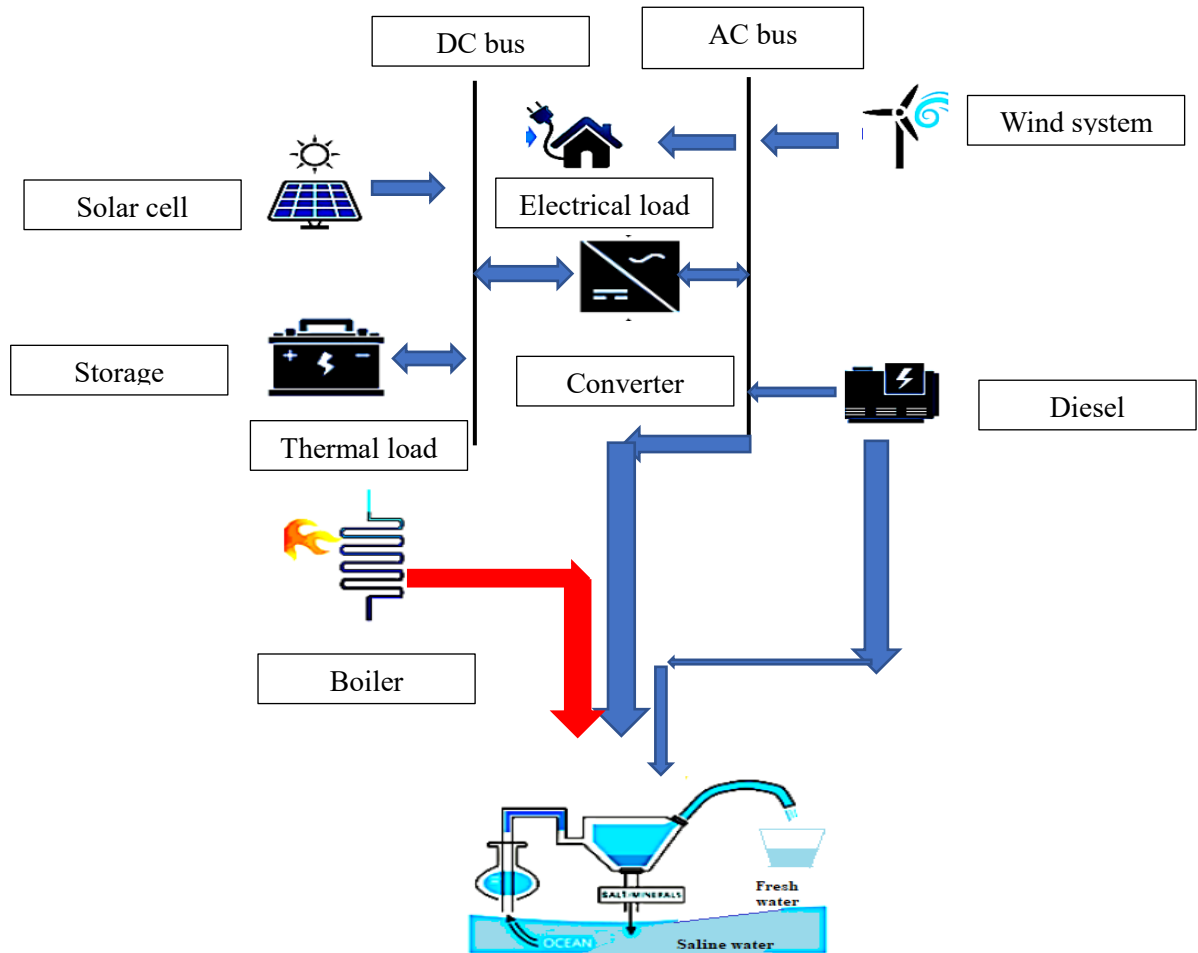 DC bus
AC bus
Wind system
Solar cell
Electrical load
Storage
Converter
Diesel
Thermal load
Boiler
SALT/MINERALS
Fresh
water
OCEAN
Saline water